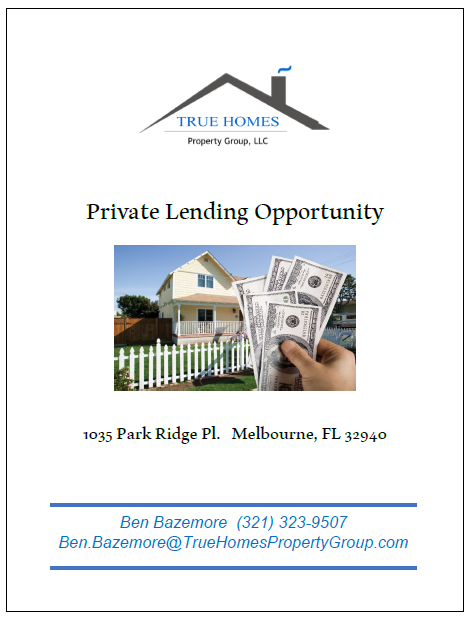 TRUE HOMES
Property Group, LLC
Private Lending Opportunity
1035 Park Ridge Pl. Melbourne, FL 32940
Ben Bazemore (321) 323-9507
Ben.Bazemore@TrueHomesPropertyGroup.com